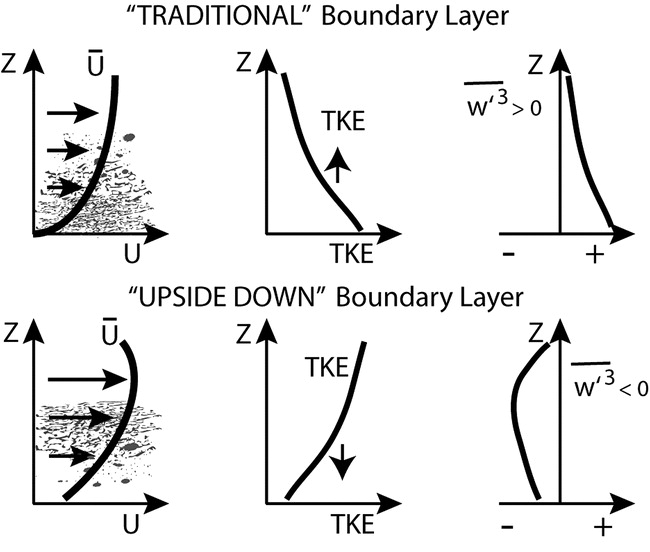 “TRADITIONAL” Boundary Layer
Z
U̅
U
Z
TKE
TKE
Z
w′³ > 0
-
+
“UPSIDE DOWN” Boundary Layer
Z
U̅
U
Z
TKE
TKE
Z
w′³ < 0
-
+